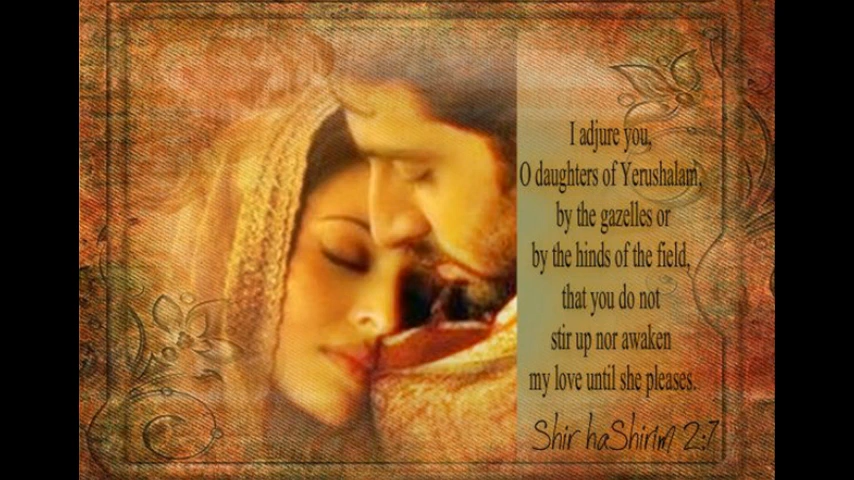 I adjure you,
O daughters of Yerushalam,
by the gazelles or
by the hinds of the field,
that you do not
stir up nor awaken
my love until she pleases.
Shir haShirim 2:7